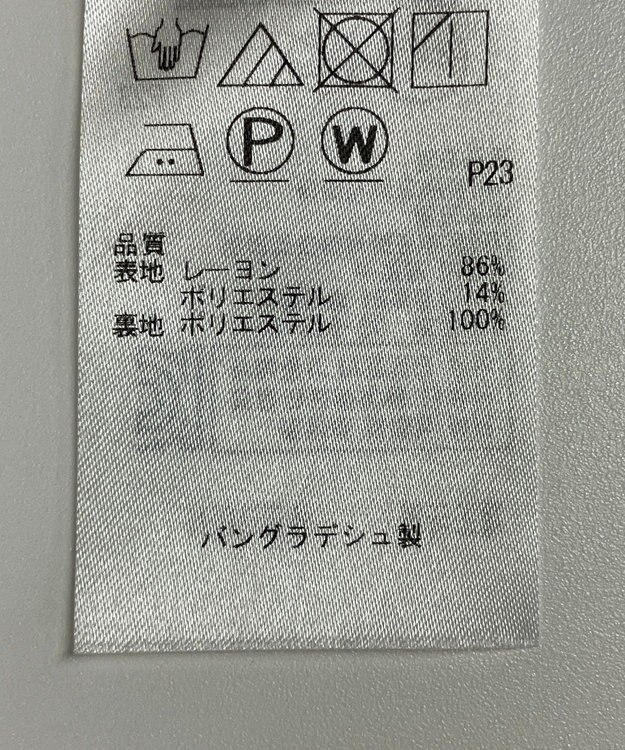 P W P23
品質
表地 レーヨン 86%
ポリエステル 14%
裏地 ポリエステル 100%
バングラデシュ製